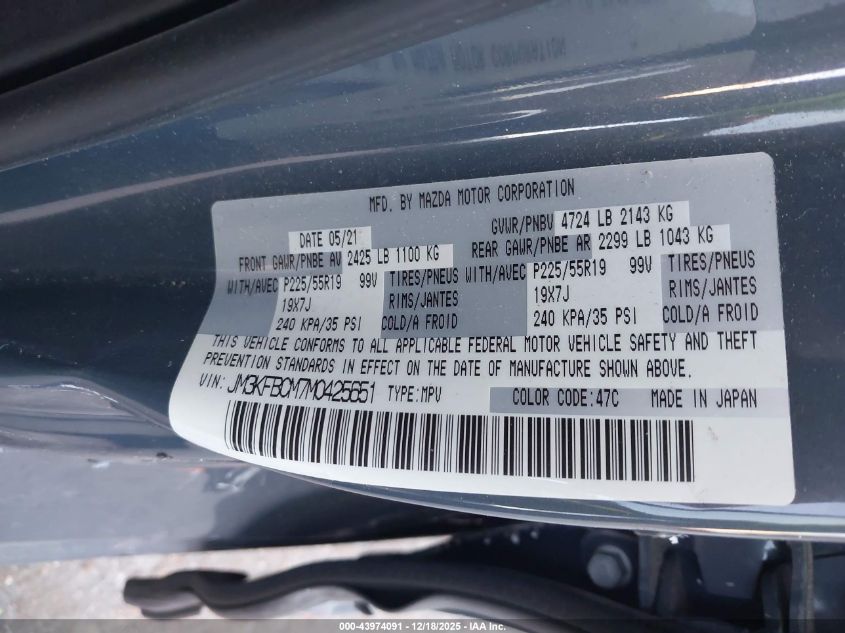 MFD. BY MAZDA MOTOR CORPORATION
DATE 05/21 GVWR/PNBV 4724 LB 2143 KG
FRONT GAWR/PNBE AV 2425 LB 1100 KG REAR GAWR/PNBE AR 2299 LB 1043 KG
WITH/AVEC P225/55R19 99V TIRES/PNEUS WITH/AVEC P225/55R19 99V TIRES/PNEUS
19X7J RIMS/JANTES 19X7J RIMS/JANTES
240 KPA/35 PSI COLD/A FROID 240 KPA/35 PSI COLD/A FROID
THIS VEHICLE CONFORMS TO ALL APPLICABLE FEDERAL MOTOR VEHICLE SAFETY AND THEFT
PREVENTION STANDARDS IN EFFECT ON THE DATE OF MANUFACTURE SHOWN ABOVE.
VIN: JM3KFBCM7M0425651 TYPE:MPV COLOR CODE:47C MADE IN JAPAN
000-43974091 - 12/18/2025 - IAA Inc.